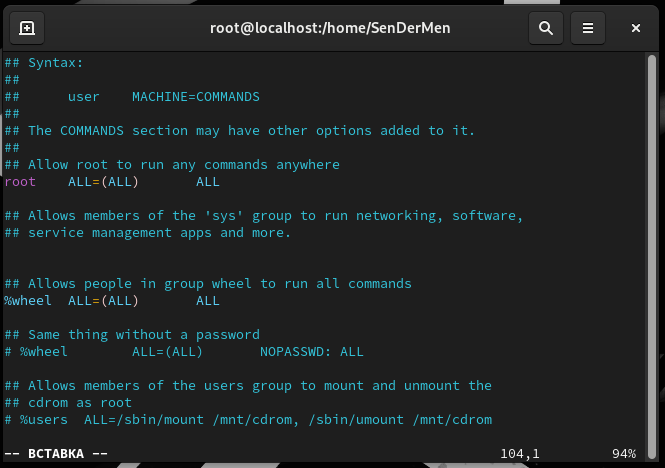 root@localhost:/home/SenDerMen
## Syntax:
##
##      user    MACHINE=COMMANDS
##
## The COMMANDS section may have other options added to it.
##
## Allow root to run any commands anywhere
root    ALL=(ALL)       ALL
## Allows members of the 'sys' group to run networking, software,
## service management apps and more.
## Allows people in group wheel to run all commands
%wheel  ALL=(ALL)       ALL
## Same thing without a password
# %wheel        ALL=(ALL)       NOPASSWD: ALL
## Allows members of the users group to mount and unmount the
## cdrom as root
# %users  ALL=/sbin/mount /mnt/cdrom, /sbin/umount /mnt/cdrom
-- ВСТАВКА --                                                 104,1         94%